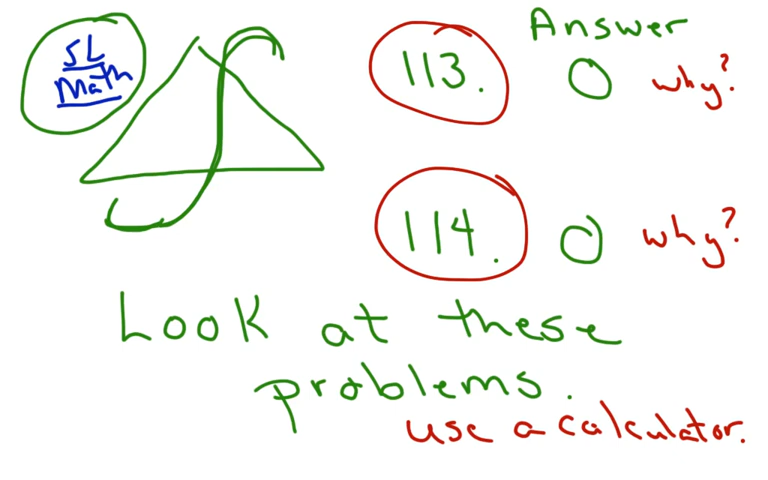 SL
Math
Answer
113. 0 why?
114. 0 why?
Look at these
problems.
use a calculator.